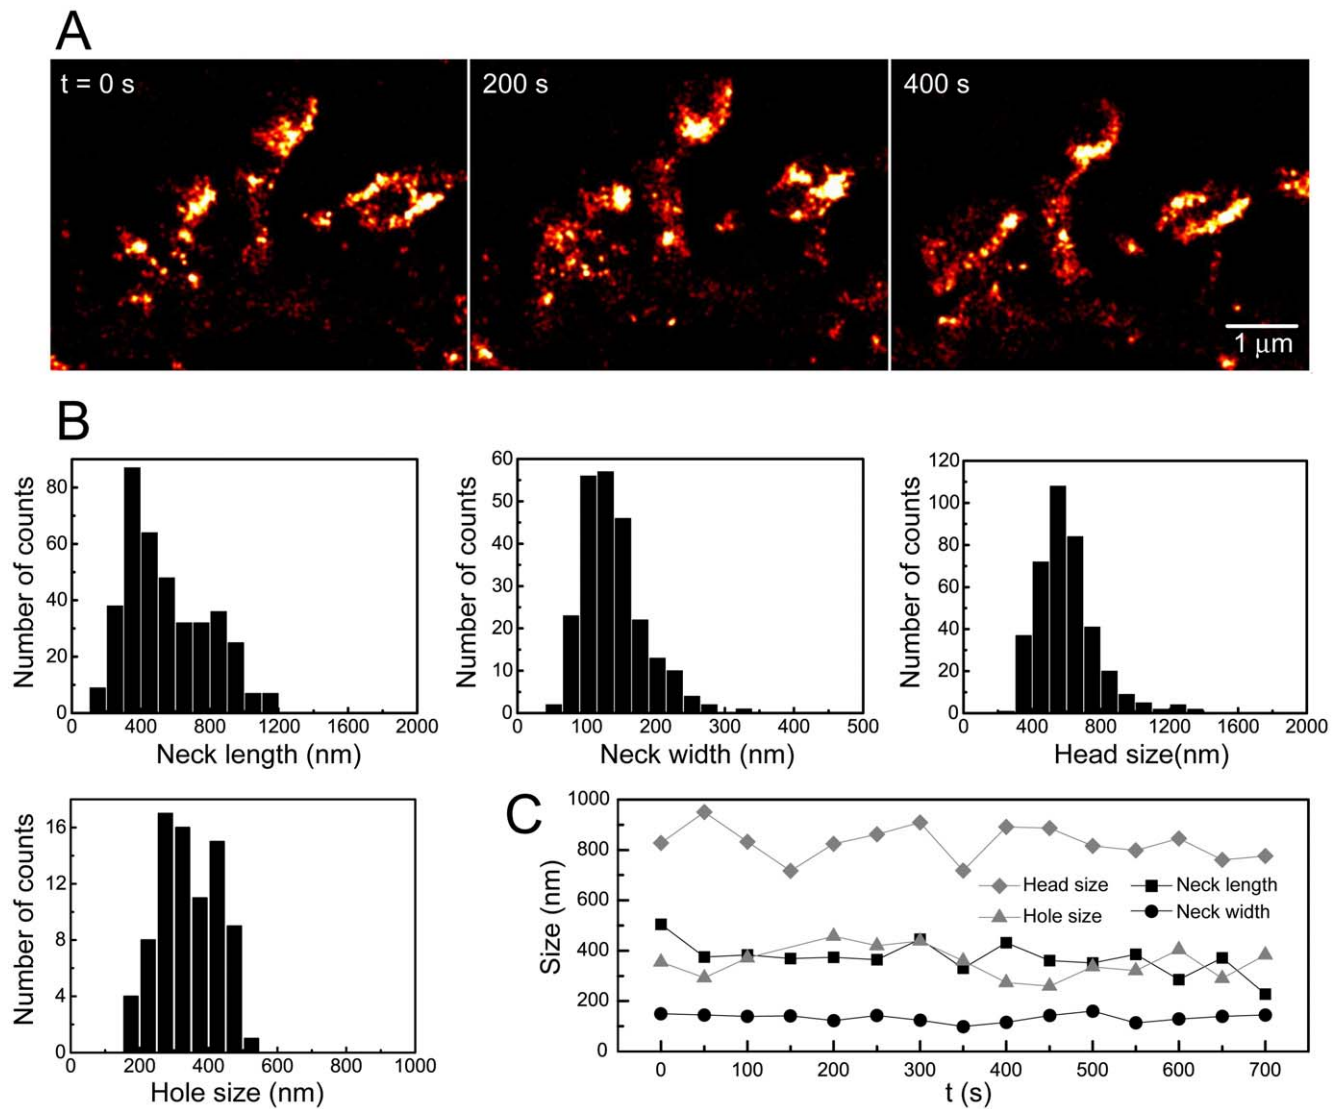 A
t = 0 s
200 s
400 s
1 μm
B
80
60
40
20
0
Number of counts
400
800
1200
1600
2000
Neck length (nm)
60
50
40
30
20
10
0
Number of counts
0
100
200
300
400
500
Neck width (nm)
120
100
80
60
40
20
0
Number of counts
0
400
800
1200
1600
2000
Head size(nm)
16
12
8
4
0
Number of counts
0
200
400
600
800
1000
Hole size (nm)
C
1000
800
600
400
200
0
Size (nm)
Head size
Neck length
Hole size
Neck width
0
100
200
300
400
500
600
700
t (s)